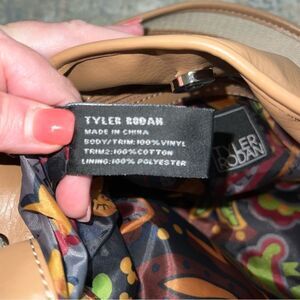 TYLER RODAN
MADE IN CHINA
BODY/TRIM:100%VINYL
TRIM2:100%COTTON
LINING:100% POLYESTER
TYLER
RODAN